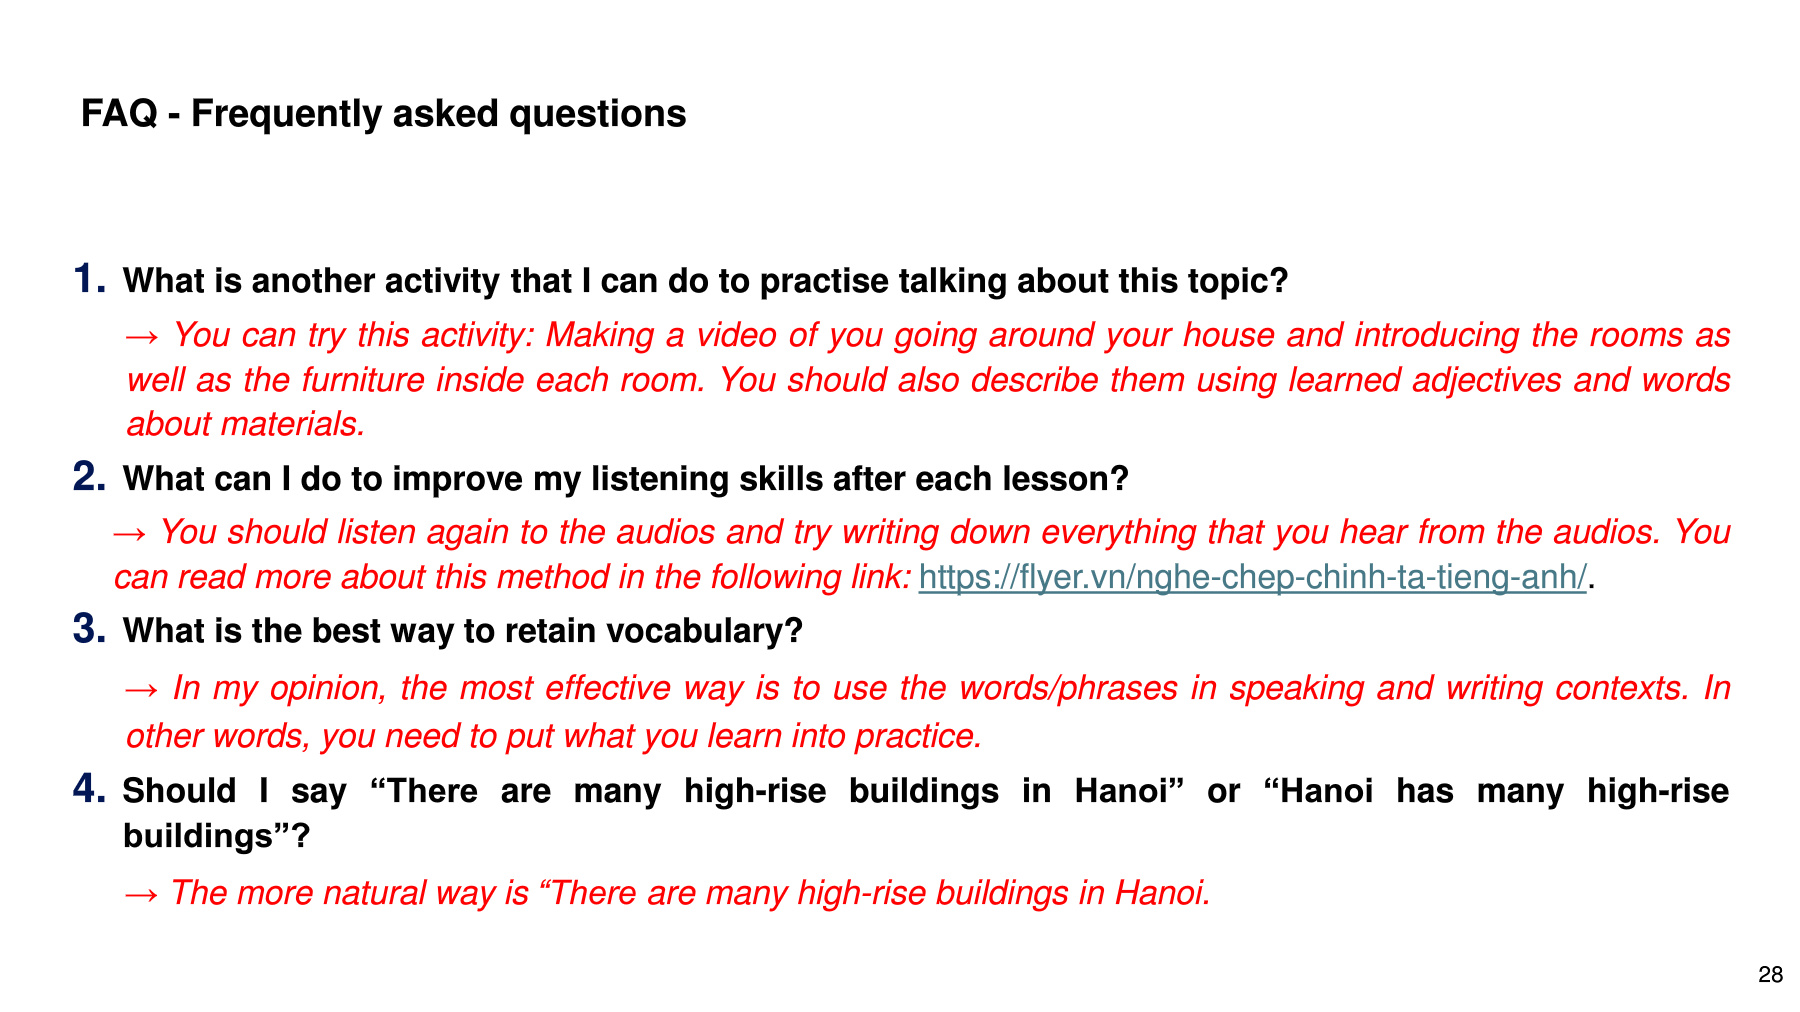 FAQ - Frequently asked questions
1. What is another activity that I can do to practise talking about this topic?
→ You can try this activity: Making a video of you going around your house and introducing the rooms as
well as the furniture inside each room. You should also describe them using learned adjectives and words
about materials.
2. What can I do to improve my listening skills after each lesson?
→ You should listen again to the audios and try writing down everything that you hear from the audios. You
can read more about this method in the following link: https://flyer.vn/nghe-chep-chinh-ta-tieng-anh/.
3. What is the best way to retain vocabulary?
→ In my opinion, the most effective way is to use the words/phrases in speaking and writing contexts. In
other words, you need to put what you learn into practice.
4. Should I say “There are many high-rise buildings in Hanoi” or “Hanoi has many high-rise
buildings”?
→ The more natural way is “There are many high-rise buildings in Hanoi.
28